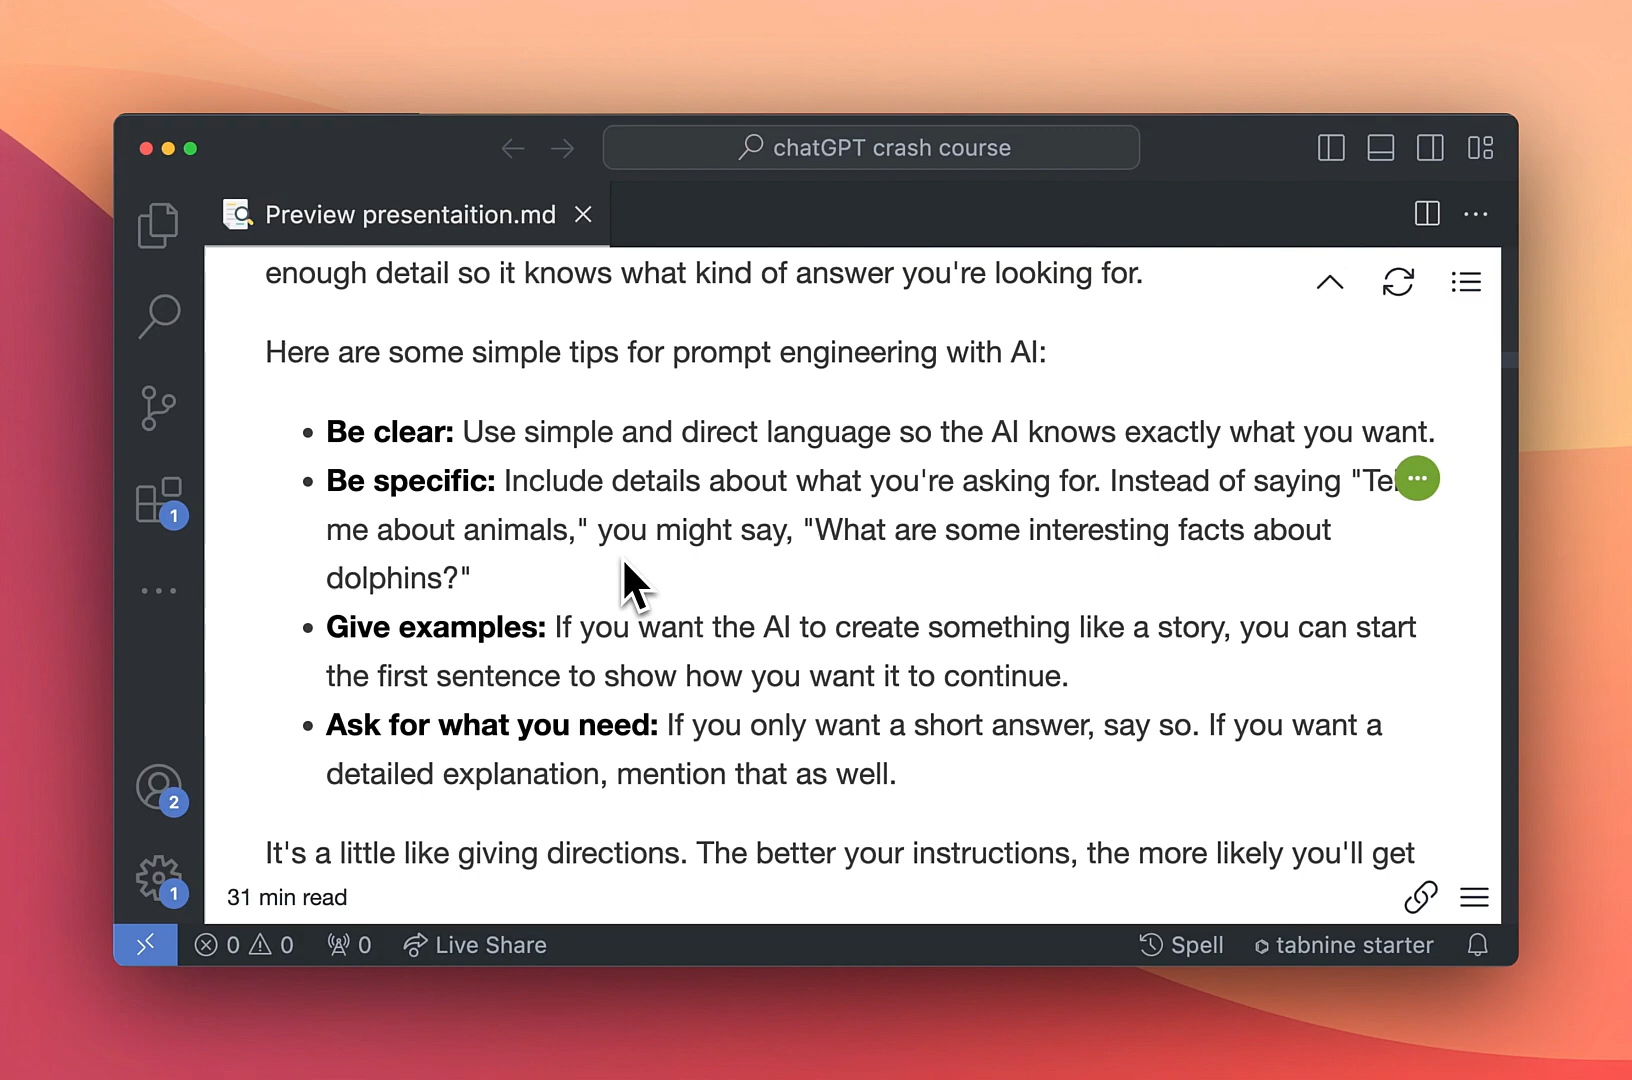 chatGPT crash course
Preview presentaition.md
enough detail so it knows what kind of answer you're looking for.
Here are some simple tips for prompt engineering with AI:
• Be clear: Use simple and direct language so the AI knows exactly what you want.
• Be specific: Include details about what you're asking for. Instead of saying "Tel
me about animals," you might say, "What are some interesting facts about
dolphins?"
• Give examples: If you want the AI to create something like a story, you can start
the first sentence to show how you want it to continue.
• Ask for what you need: If you only want a short answer, say so. If you want a
detailed explanation, mention that as well.
It's a little like giving directions. The better your instructions, the more likely you'll get
31 min read
1
2
1
0 0 0 Live Share Spell tabnine starter